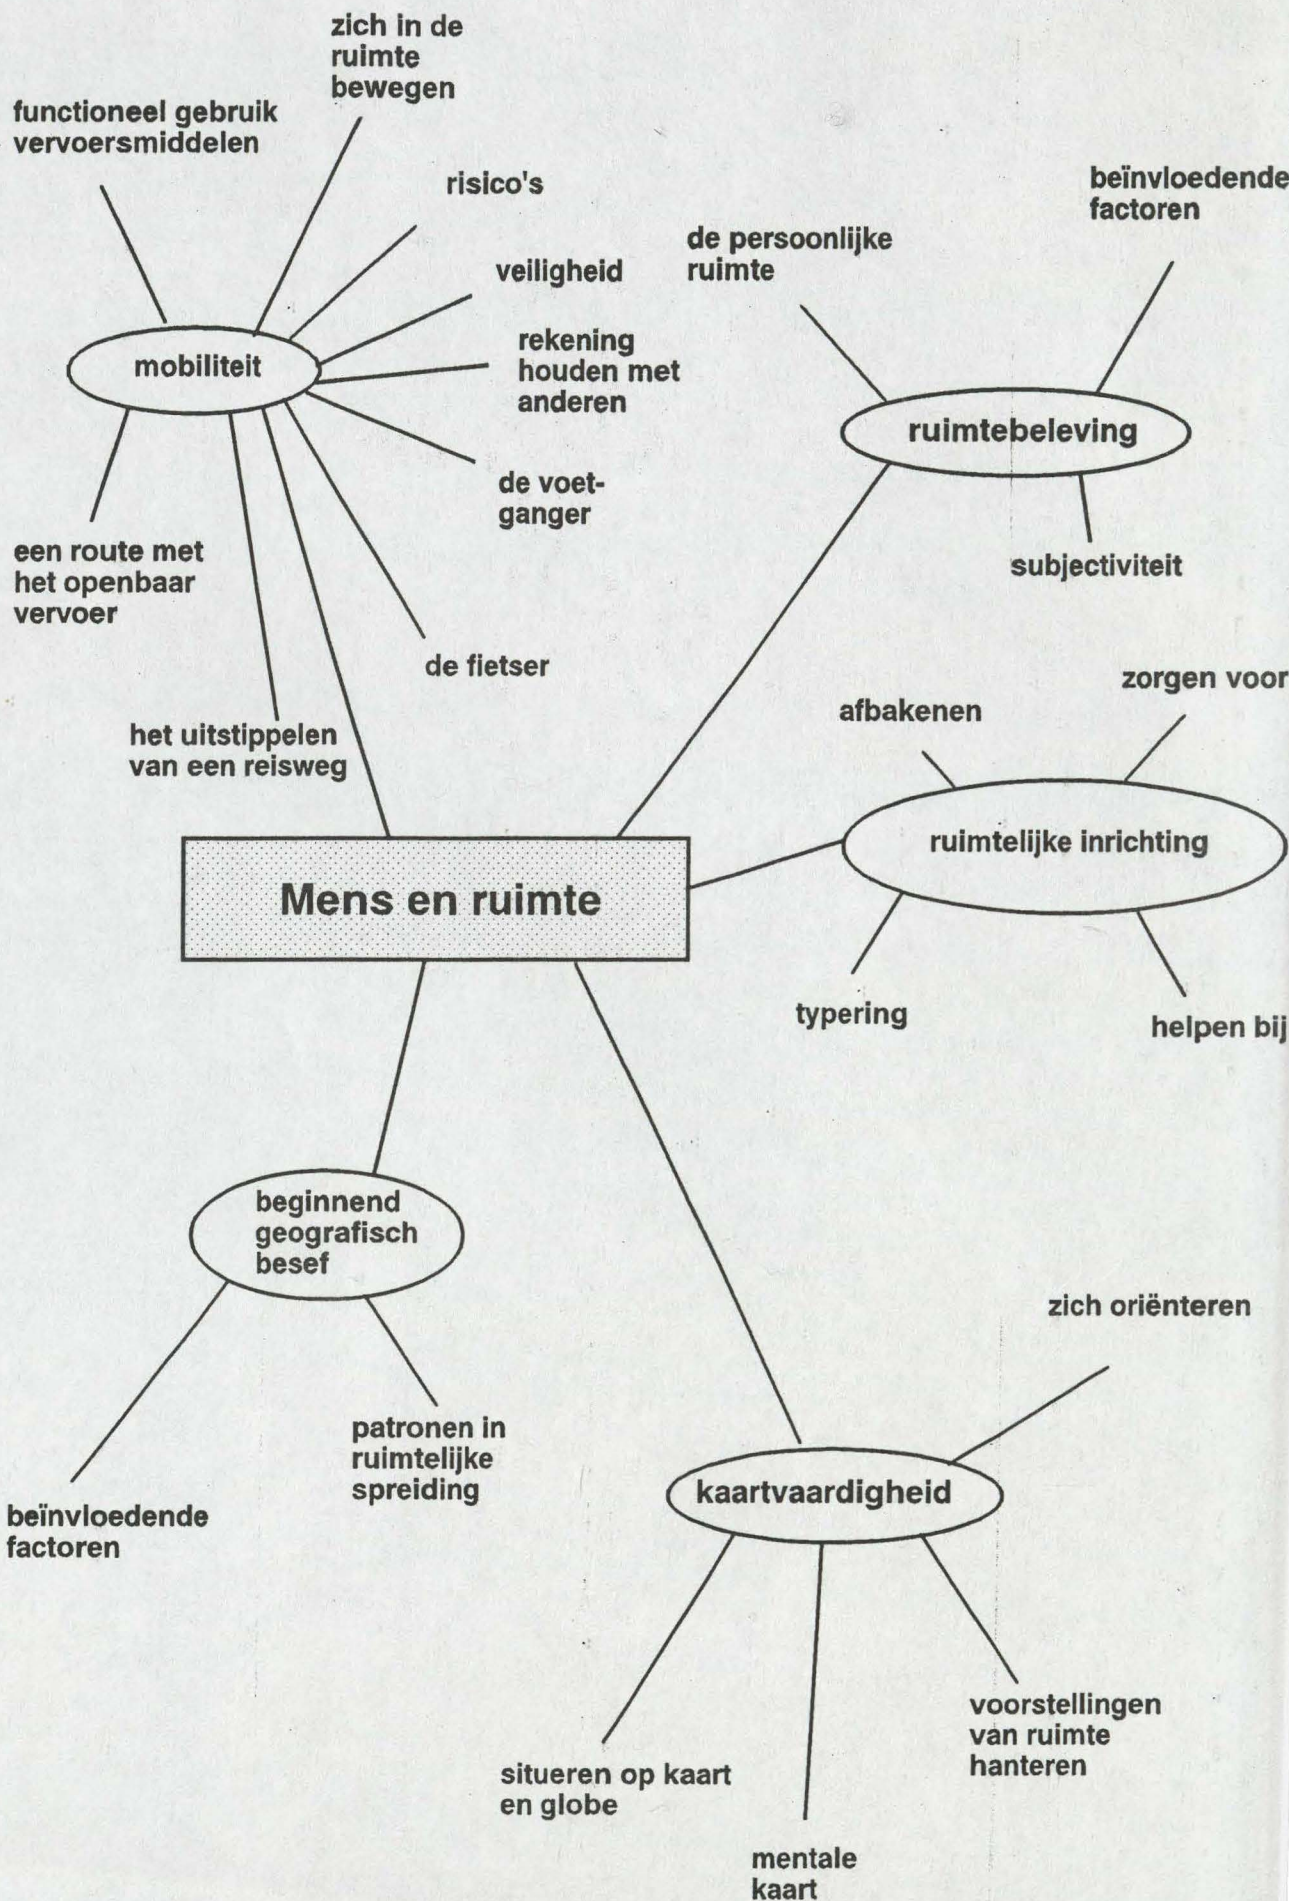 zich in de
ruimte
bewegen
functioneel gebruik
vervoersmiddelen
risico's
veiligheid
rekening
houden met
anderen
mobiliteit
de voet-
ganger
een route met
het openbaar
vervoer
de fietser
het uitstippelen
van een reisweg
beïnvloedende
factoren
de persoonlijke
ruimte
ruimtebeleving
subjectiviteit
zorgen voor
afbakenen
ruimtelijke inrichting
Mens en ruimte
typering
helpen bij
beginnend
geografisch
besef
patronen in
ruimtelijke
spreiding
beïnvloedende
factoren
zich oriënteren
kaartvaardigheid
voorstellingen
van ruimte
hanteren
situeren op kaart
en globe
mentale
kaart